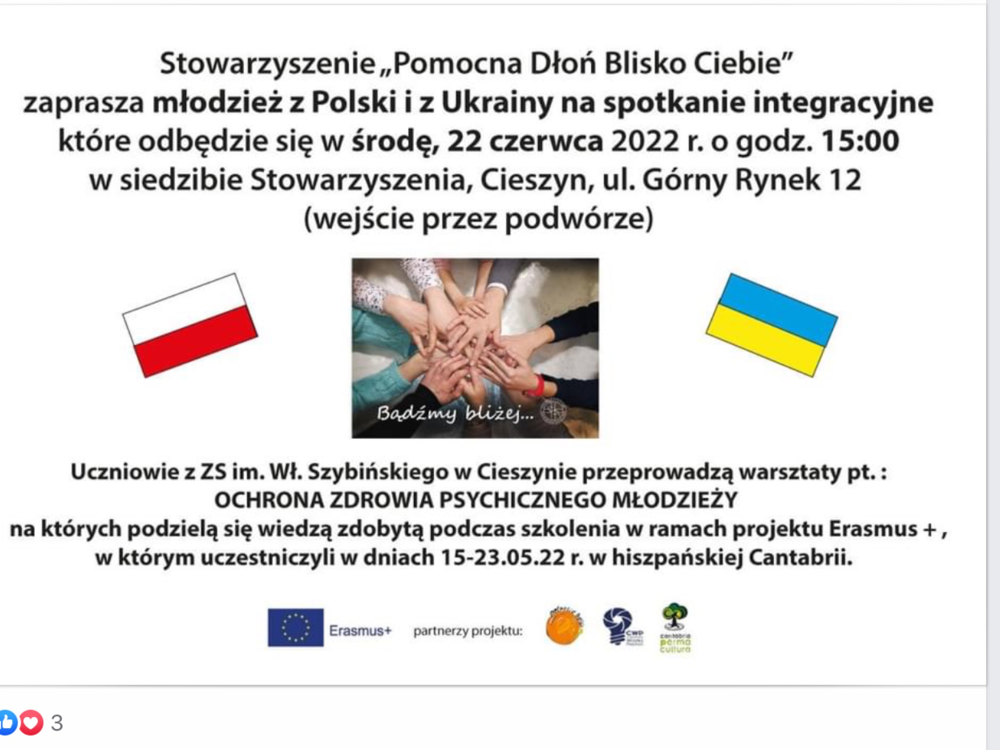 Stowarzyszenie „Pomocna Dłoń Blisko Ciebie”
zaprasza młodzież z Polski i z Ukrainy na spotkanie integracyjne
które odbędzie się w środę, 22 czerwca 2022 r. o godz. 15:00
w siedzibie Stowarzyszenia, Cieszyn, ul. Górny Rynek 12
(wejście przez podwórze)
Bądźmy bliżej...
Uczniowie z ZS im. Wł. Szybińskiego w Cieszynie przeprowadzą warsztaty pt. :
OCHRONA ZDROWIA PSYCHICZNEGO MŁODZIEŻY
na których podzielą się wiedzą zdobytą podczas szkolenia w ramach projektu Erasmus + ,
w którym uczestniczyli w dniach 15-23.05.22 r. w hiszpańskiej Cantabrii.
Erasmus+ partnerzy projektu:
CWP
cantabria
perma
cultura
3